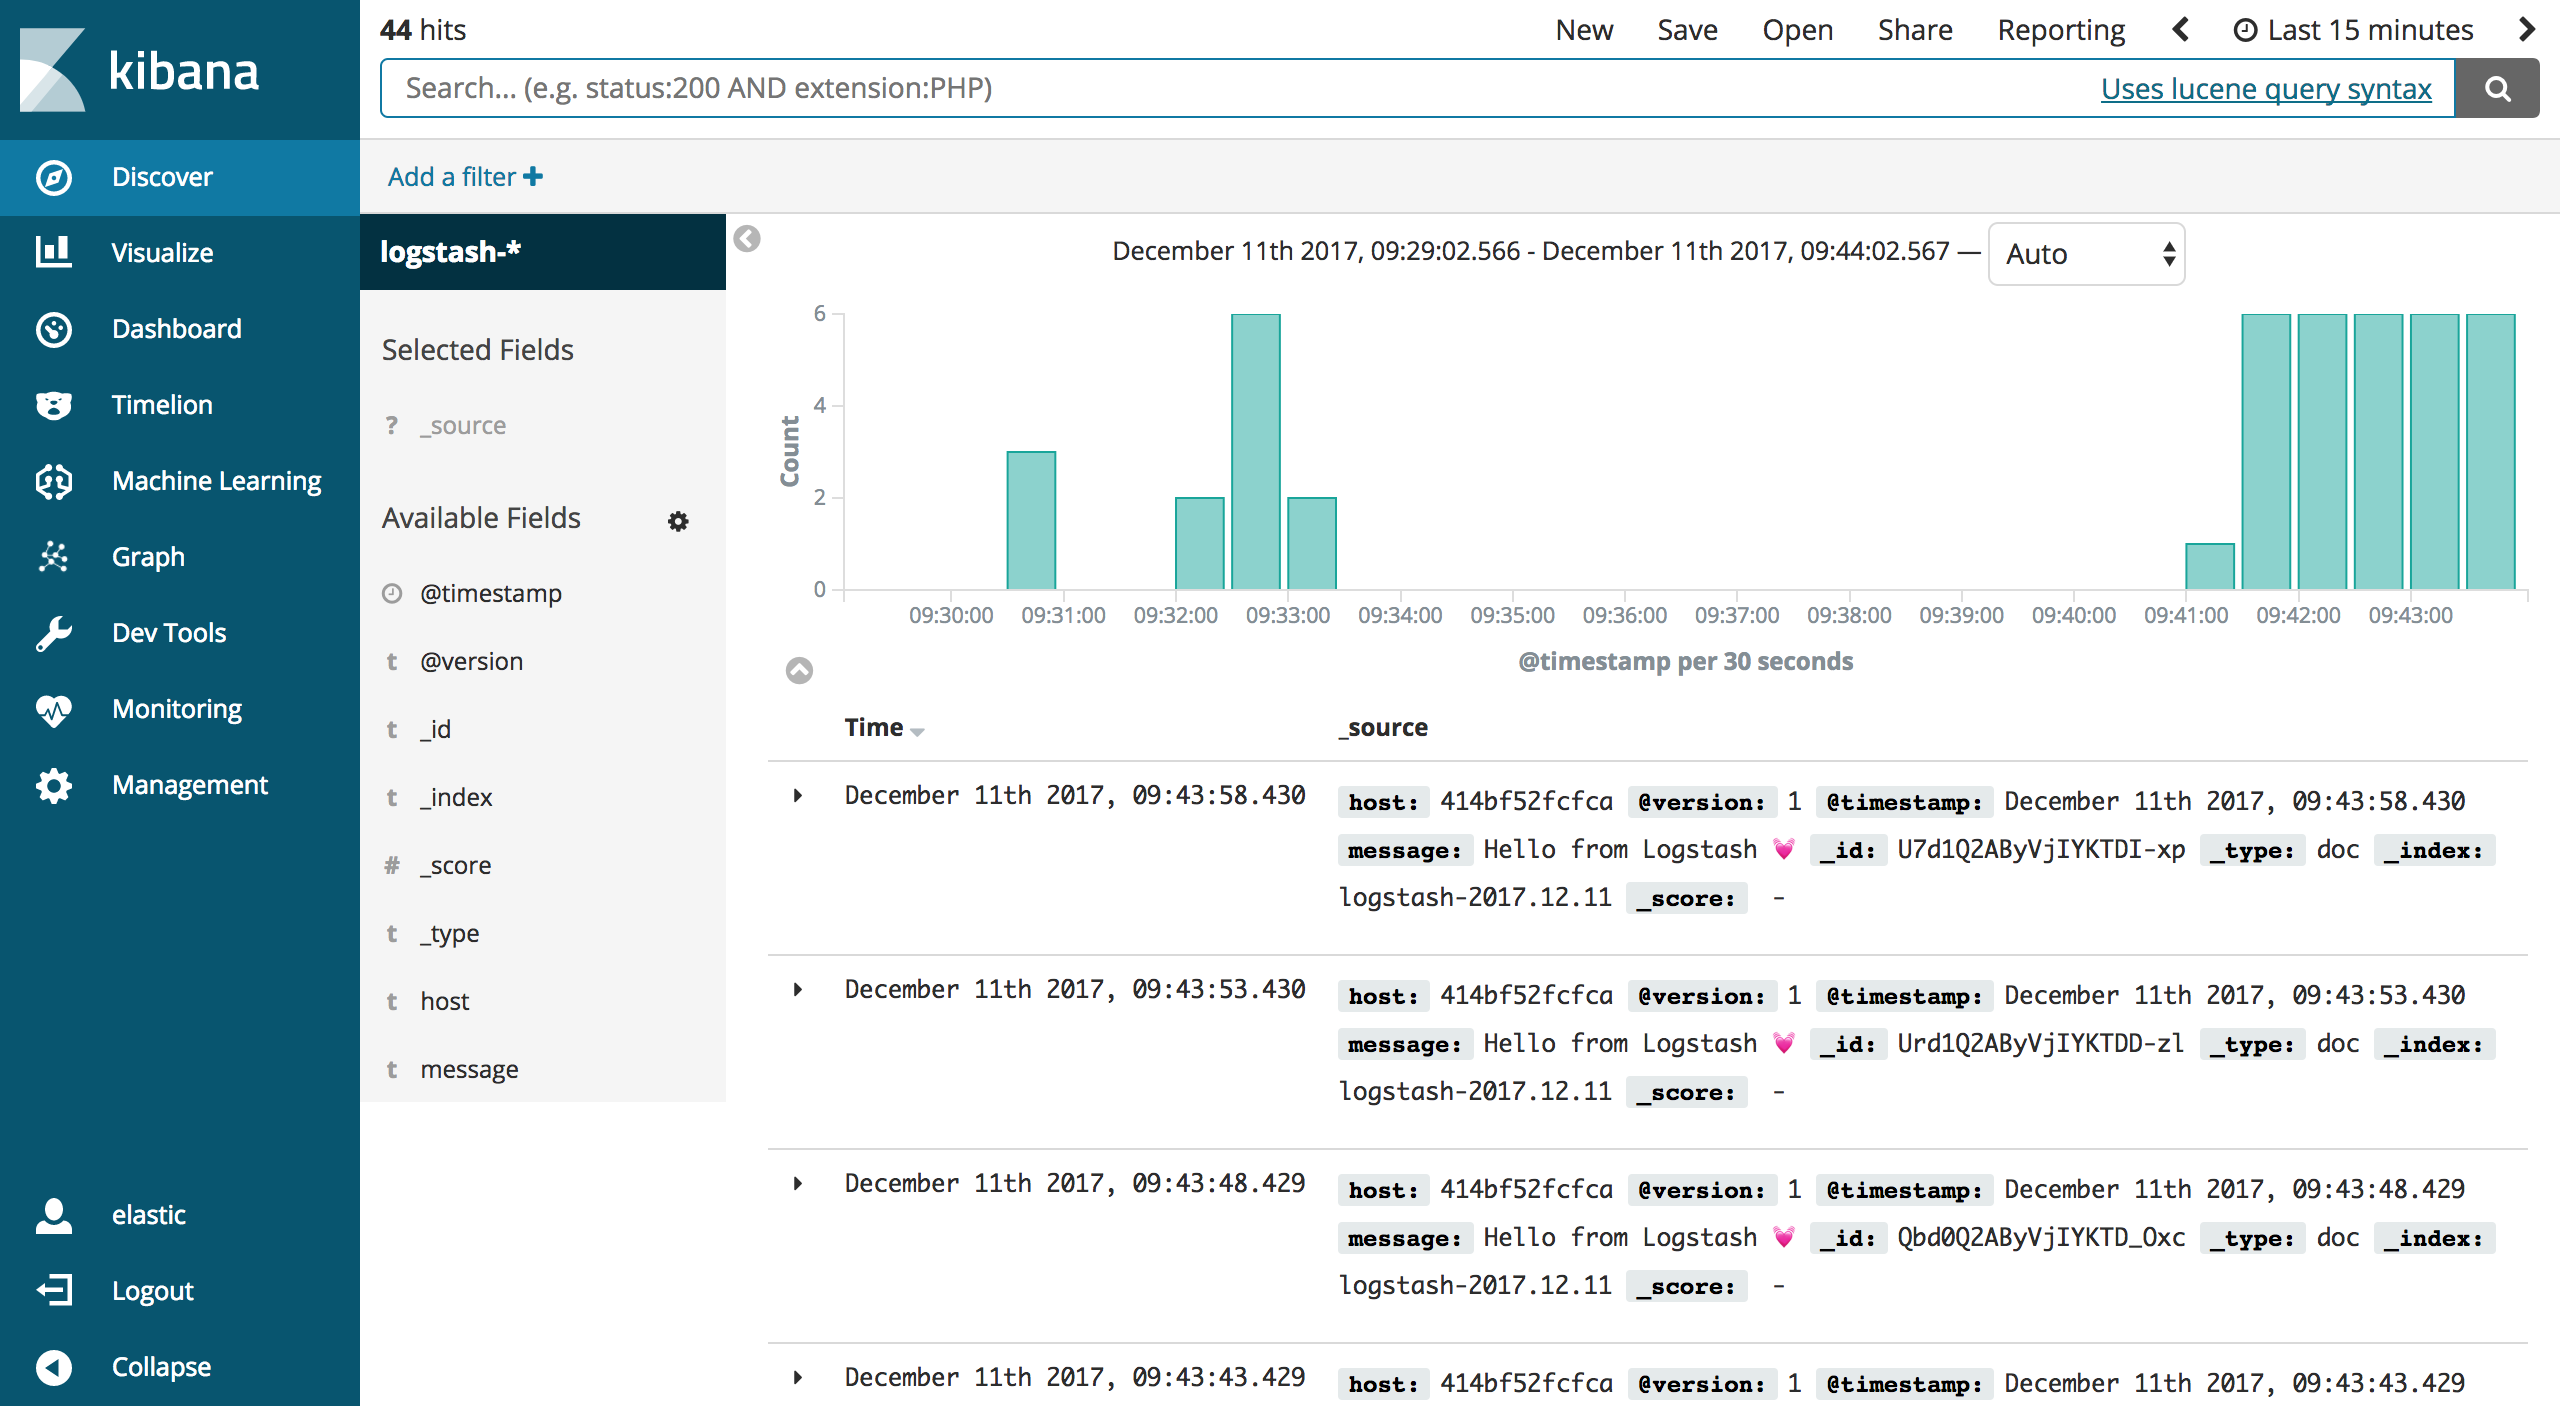 kibana
Discover
Visualize
Dashboard
Timelion
Machine Learning
Graph
Dev Tools
Monitoring
Management
elastic
Logout
Collapse
44 hits
New Save Open Share Reporting Last 15 minutes
Search... (e.g. status:200 AND extension:PHP) Uses lucene query syntax
Add a filter +
logstash-*
Selected Fields
? _source
Available Fields
@timestamp
t @version
t _id
t _index
# _score
t _type
t host
t message
December 11th 2017, 09:29:02.566 - December 11th 2017, 09:44:02.567 — Auto
Count
6
4
2
0
09:30:00 09:31:00 09:32:00 09:33:00 09:34:00 09:35:00 09:36:00 09:37:00 09:38:00 09:39:00 09:40:00 09:41:00 09:42:00 09:43:00
@timestamp per 30 seconds
Time _source
December 11th 2017, 09:43:58.430 host: 414bf52fcfca @version: 1 @timestamp: December 11th 2017, 09:43:58.430
message: Hello from Logstash 💓 _id: U7d1Q2AByVjIYKTDI-xp _type: doc _index:
logstash-2017.12.11 _score: -
December 11th 2017, 09:43:53.430 host: 414bf52fcfca @version: 1 @timestamp: December 11th 2017, 09:43:53.430
message: Hello from Logstash 💓 _id: Urd1Q2AByVjIYKTDD-zl _type: doc _index:
logstash-2017.12.11 _score: -
December 11th 2017, 09:43:48.429 host: 414bf52fcfca @version: 1 @timestamp: December 11th 2017, 09:43:48.429
message: Hello from Logstash 💓 _id: Qbd0Q2AByVjIYKTD_Oxc _type: doc _index:
logstash-2017.12.11 _score: -
December 11th 2017, 09:43:43.429 host: 414bf52fcfca @version: 1 @timestamp: December 11th 2017, 09:43:43.429